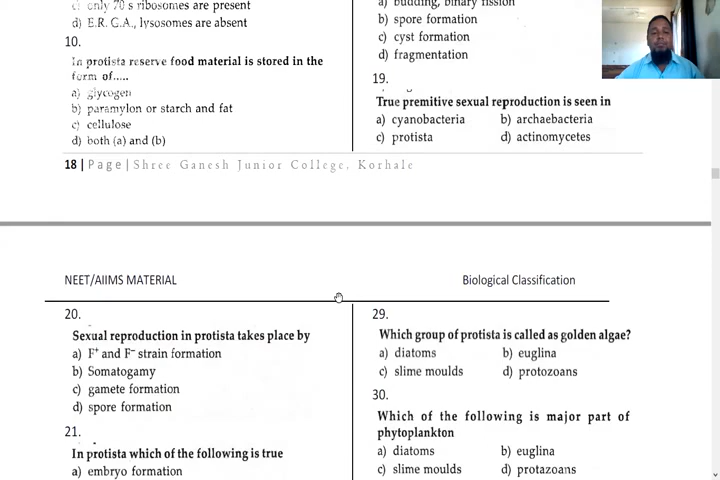 c) only 70 s ribosomes are present
d) E.R. G.A., lysosomes are absent
10.
In protista reserve food material is stored in the
form of.....
a) glycogen
b) paramylon or starch and fat
c) cellulose
d) both (a) and (b)
a) budding, binary fission
b) spore formation
c) cyst formation
d) fragmentation
19.
True premitive sexual reproduction is seen in
a) cyanobacteria b) archaebacteria
c) protista d) actinomycetes
18 | Page | Shree Ganesh Junior College, Korhale
NEET/AIIMS MATERIAL Biological Classification
20.
Sexual reproduction in protista takes place by
a) F⁺ and F⁻ strain formation
b) Somatogamy
c) gamete formation
d) spore formation
21.
In protista which of the following is true
a) embryo formation
29.
Which group of protista is called as golden algae?
a) diatoms b) euglina
c) slime moulds d) protozoans
30.
Which of the following is major part of
phytoplankton
a) diatoms b) euglina
c) slime moulds d) protazoans